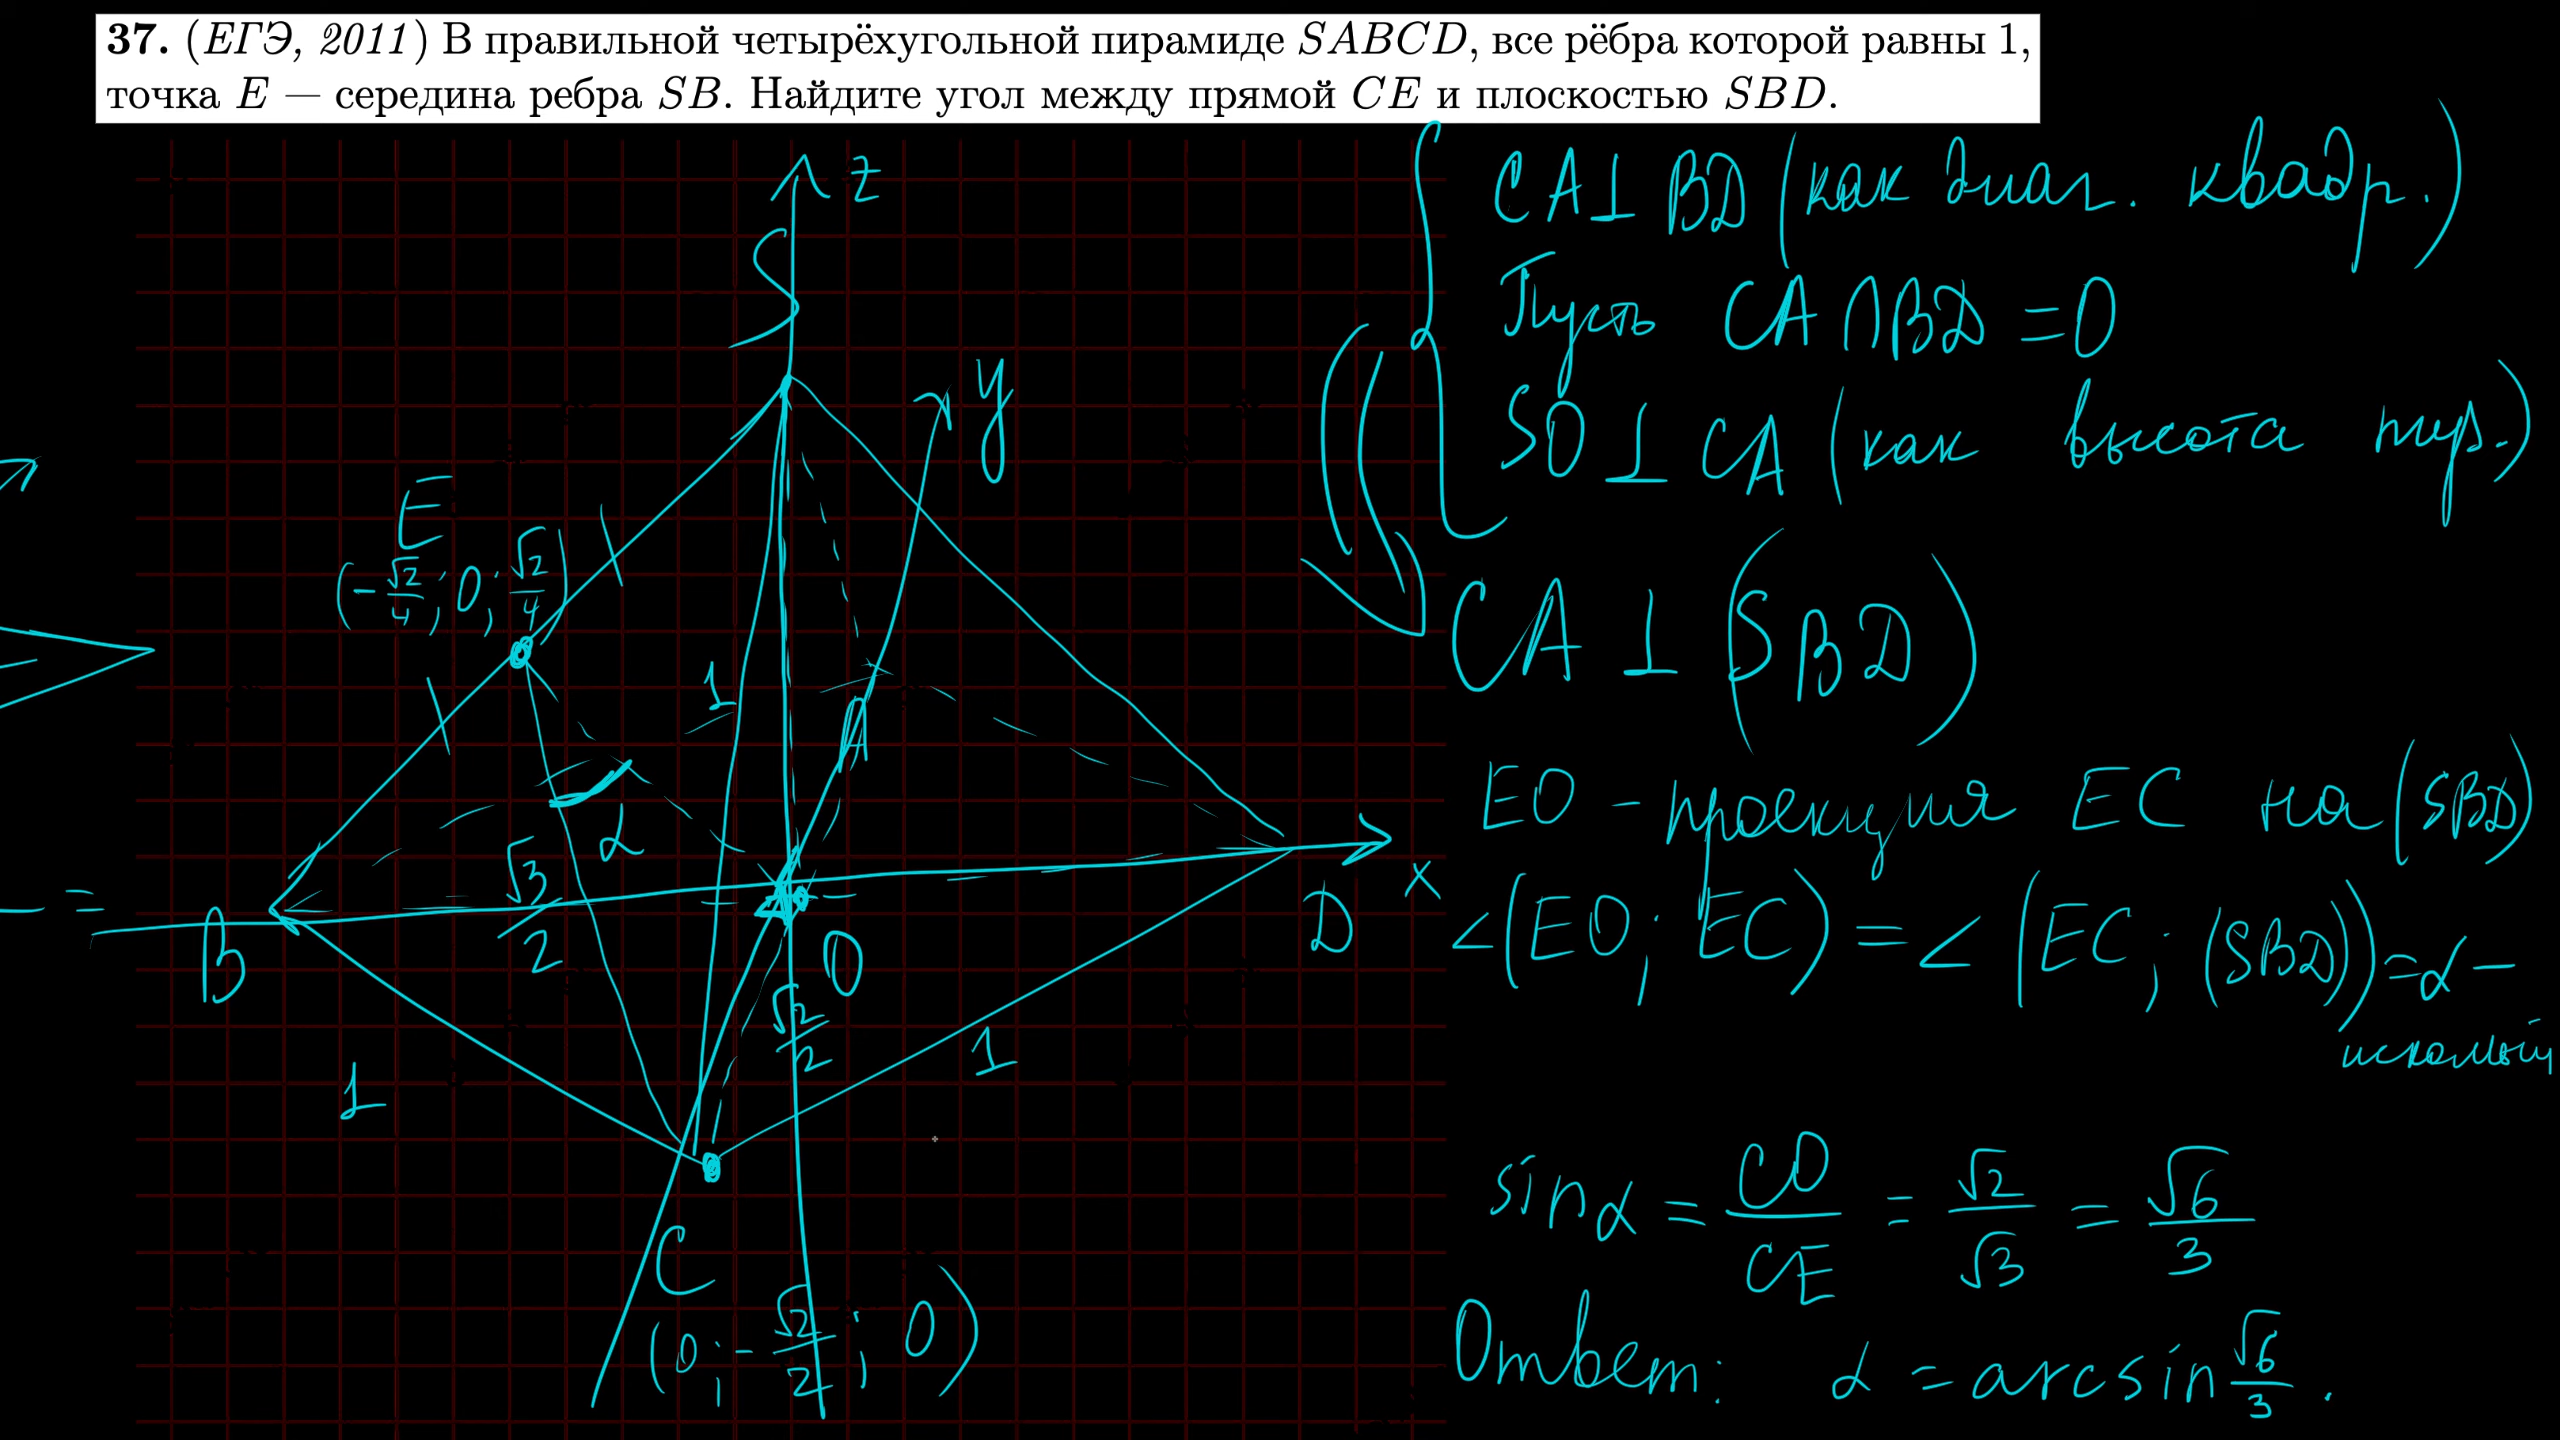 37. (ЕГЭ, 2011) В правильной четырёхугольной пирамиде SABCD, все рёбра которой равны 1,
точка E — середина ребра SB. Найдите угол между прямой CE и плоскостью SBD.
z
S
y
E
(-√2/4; 0; √2/4)
1
A
α
√3/2
x
B
O
D
√2/2
1
1
C
(0; -√2/2; 0)
=
CA ⊥ BD (как диаг. квадр.)
Пусть CA ∩ BD = O
SO ⊥ CA (как высота пир.)
CA ⊥ (SBD)
EO - проекция EC на (SBD)
∠(EO; EC) = ∠(EC; (SBD)) = α -
искомый
sin α = CO/CE = √2/√3 = √6/3
Ответ: α = arcsin √6/3.